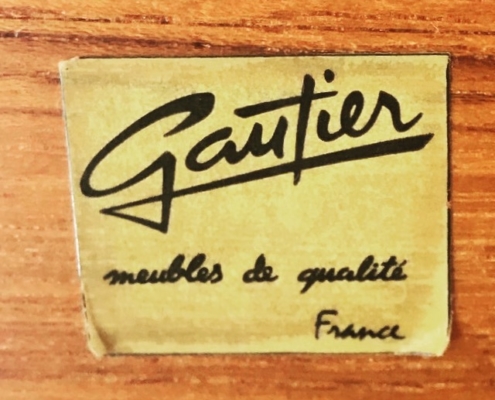 Gautier
meubles de qualité
France